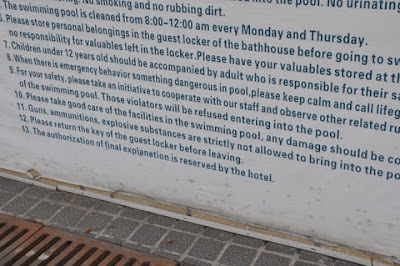 into the pool. No urinating
No smoking and no rubbing dirt.
The swimming pool is cleaned from 8:00-12:00 am every Monday and Thursday.
6. Please store personal belongings in the guest locker of the bathhouse before going to
no responsibility for valuables left in the locker.Please have your valuables stored at
7. Children under 12 years old should be accompanied by adult who is responsible for their
8. When there is emergency behavior something dangerous in pool,please keep calm and call
9. For your safety, please take an initiative to cooperate with our staff and observe other related
of the swimming pool. Those violators will be refused entering into the pool.
10. Please take good care of the facilities in the swimming pool, any damage should be
11. Guns, ammunitions, explosive substances are strictly not allowed to bring into the
12. Please return the key of the guest locker before leaving.
13. The authorization of final explanation is reserved by the hotel.